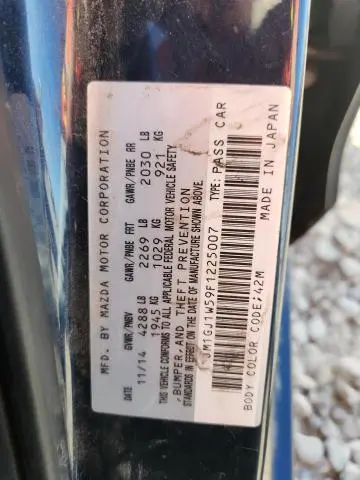 MFD. BY MAZDA MOTOR CORPORATION
DATE GVWR/PNBV GAWR/PNBE FRT GAWR/PNBE RR
11/14 4288 LB 2269 LB 2030 LB
1945 KG 1029 KG 921 KG
THIS VEHICLE CONFORMS TO ALL APPLICABLE FEDERAL MOTOR VEHICLE SAFETY,
BUMPER, AND THEFT PREVENTION
STANDARDS IN EFFECT ON THE DATE OF MANUFACTURE SHOWN ABOVE.
JM1GJ1W59F1225007 TYPE: PASS CAR
BODY COLOR CODE: 42M MADE IN JAPAN